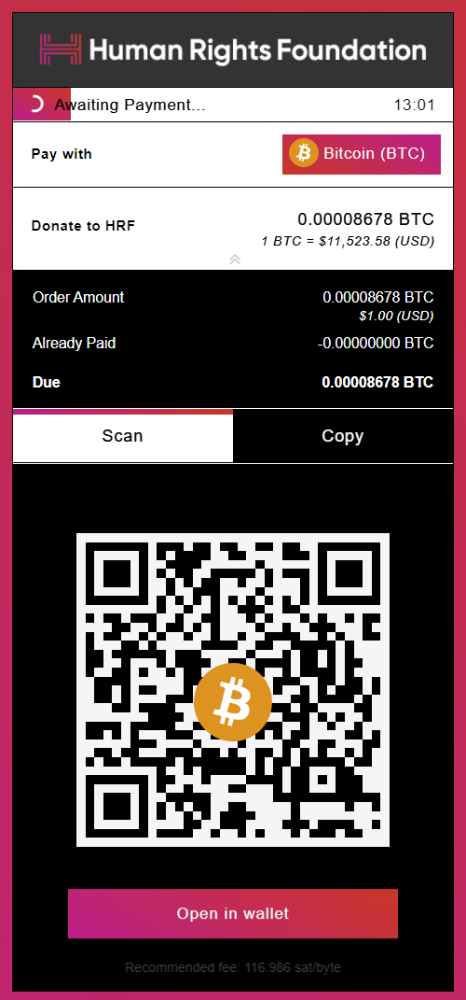 Human Rights Foundation
Awaiting Payment... 13:01
Pay with Bitcoin (BTC)
Donate to HRF 0.00008678 BTC
1 BTC = $11,523.58 (USD)
Order Amount 0.00008678 BTC
$1.00 (USD)
Already Paid -0.00000000 BTC
Due 0.00008678 BTC
Scan Copy
Open in wallet
Recommended fee: 116.986 sat/byte